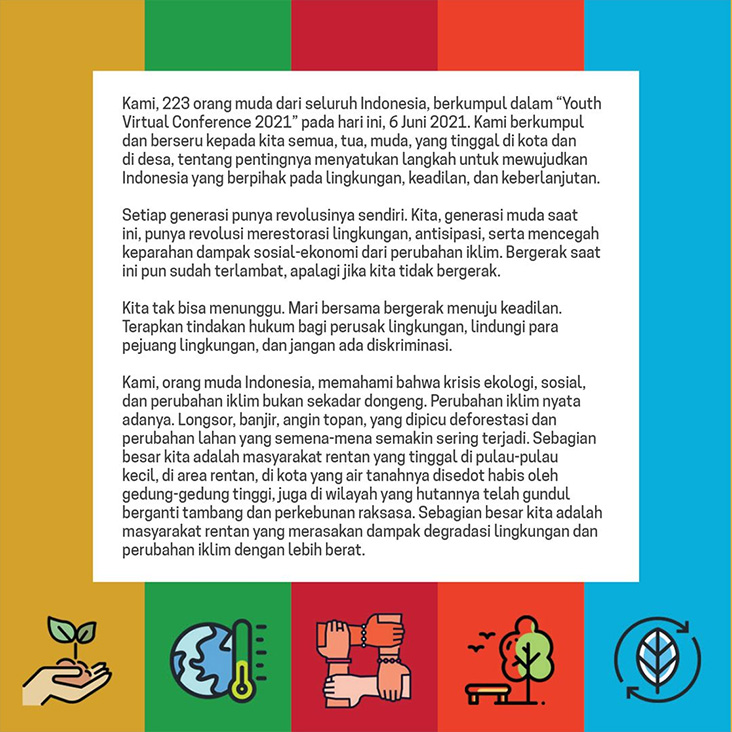 Kami, 223 orang muda dari seluruh Indonesia, berkumpul dalam “Youth
Virtual Conference 2021” pada hari ini, 6 Juni 2021. Kami berkumpul
dan berseru kepada kita semua, tua, muda, yang tinggal di kota dan
di desa, tentang pentingnya menyatukan langkah untuk mewujudkan
Indonesia yang berpihak pada lingkungan, keadilan, dan keberlanjutan.
Setiap generasi punya revolusinya sendiri. Kita, generasi muda saat
ini, punya revolusi merestorasi lingkungan, antisipasi, serta mencegah
keparahan dampak sosial-ekonomi dari perubahan iklim. Bergerak saat
ini pun sudah terlambat, apalagi jika kita tidak bergerak.
Kita tak bisa menunggu. Mari bersama bergerak menuju keadilan.
Terapkan tindakan hukum bagi perusak lingkungan, lindungi para
pejuang lingkungan, dan jangan ada diskriminasi.
Kami, orang muda Indonesia, memahami bahwa krisis ekologi, sosial,
dan perubahan iklim bukan sekadar dongeng. Perubahan iklim nyata
adanya. Longsor, banjir, angin topan, yang dipicu deforestasi dan
perubahan lahan yang semena-mena semakin sering terjadi. Sebagian
besar kita adalah masyarakat rentan yang tinggal di pulau-pulau
kecil, di area rentan, di kota yang air tanahnya disedot habis oleh
gedung-gedung tinggi, juga di wilayah yang hutannya telah gundul
berganti tambang dan perkebunan raksasa. Sebagian besar kita adalah
masyarakat rentan yang merasakan dampak degradasi lingkungan dan
perubahan iklim dengan lebih berat.